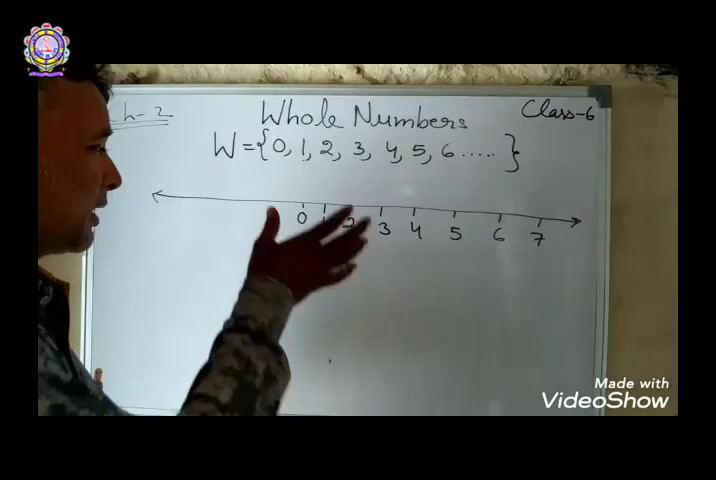 h-2 Whole Numbers Class-6
W={0, 1, 2, 3, 4, 5, 6.....}
0 2 3 4 5 6 7
Made with
VideoShow